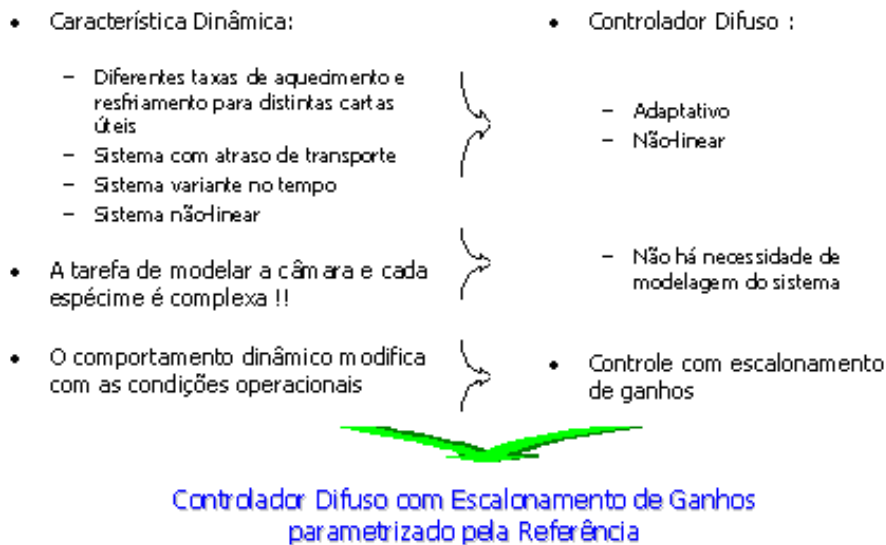 • Característica Dinâmica:
– Diferentes taxas de aquecimento e
resfriamento para distintas cartas
úteis
– Sistema com atraso de transporte
– Sistema variante no tempo
– Sistema não-linear
• A tarefa de modelar a câmara e cada
espécime é complexa !!
• O comportamento dinâmico modifica
com as condições operacionais
• Controlador Difuso :
– Adaptativo
– Não-linear
– Não há necessidade de
modelagem do sistema
• Controle com escalonamento
de ganhos
Controlador Difuso com Escalonamento de Ganhos
parametrizado pela Referência